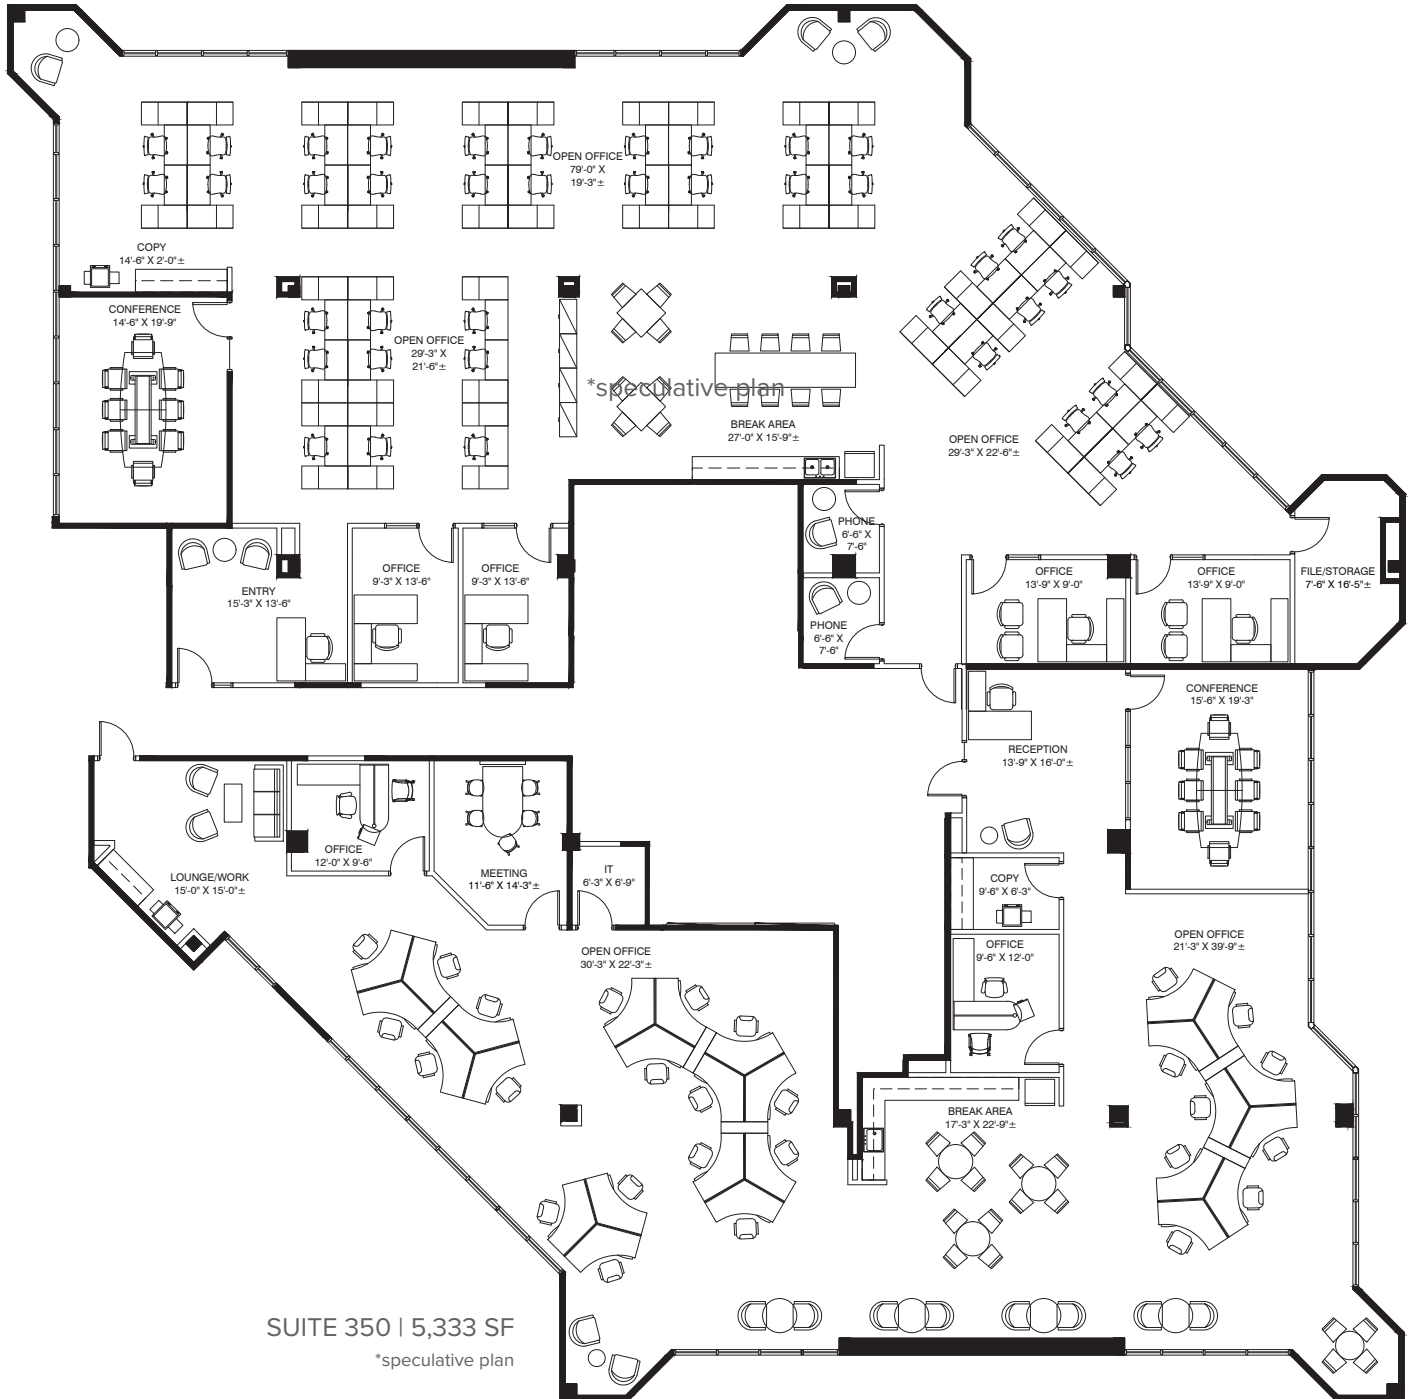 OPEN OFFICE
79'-0" X
19'-3"±
COPY
14'-6" X 2'-0"±
CONFERENCE
14'-6" X 19'-9"
OPEN OFFICE
29'-3" X
21'-6"±
*speculative plan
BREAK AREA
27'-0" X 15'-9"±
OPEN OFFICE
29'-3" X 22'-6"±
PHONE
6'-6" X
7'-6"
OFFICE
9'-3" X 13'-6"
OFFICE
9'-3" X 13'-6"
ENTRY
15'-3" X 13'-6"
OFFICE
13'-9" X 9'-0"
OFFICE
13'-9" X 9'-0"
FILE/STORAGE
7'-6" X 16'-5"±
PHONE
6'-6" X
7'-6"
CONFERENCE
15'-6" X 19'-3"
RECEPTION
13'-9" X 16'-0"±
OFFICE
12'-0" X 9'-6"
LOUNGE/WORK
15'-0" X 15'-0"±
MEETING
11'-6" X 14'-3"±
IT
6'-3" X 6'-9"
COPY
9'-6" X 6'-3"
OPEN OFFICE
30'-3" X 22'-3"±
OFFICE
9'-6" X 12'-0"
OPEN OFFICE
21'-3" X 39'-9"±
BREAK AREA
17'-3" X 22'-9"±
SUITE 350 | 5,333 SF
*speculative plan